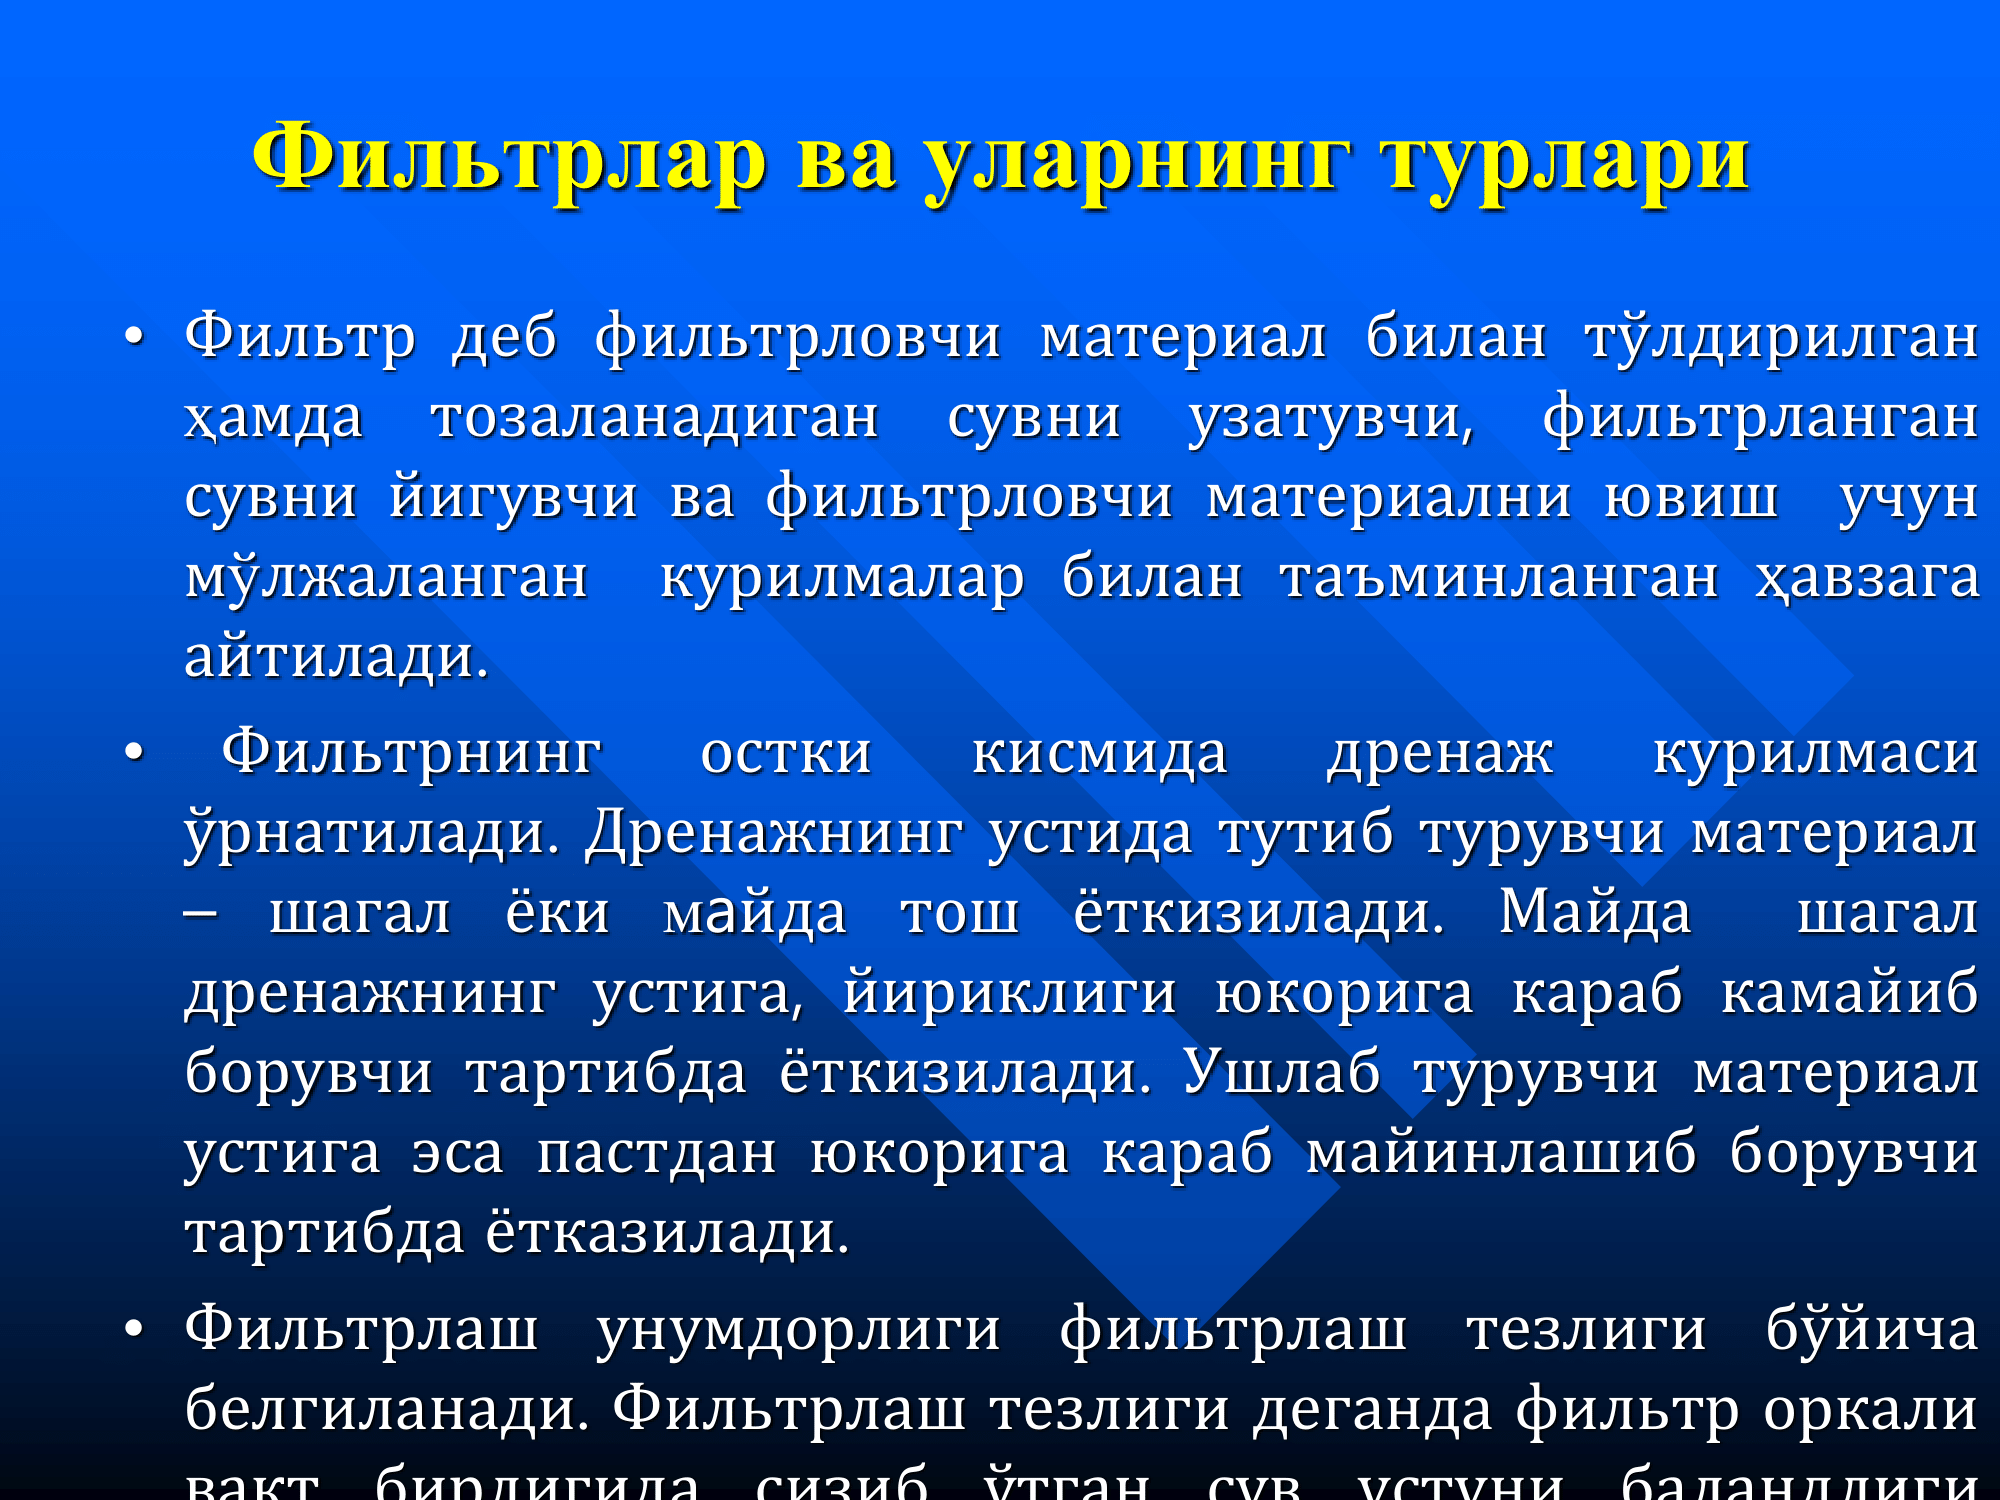 Фильтрлар ва уларнинг турлари
• Фильтр деб фильтрловчи материал билан тўлдирилган
ҳамда тозаланадиган сувни узатувчи, фильтрланган
сувни йигувчи ва фильтрловчи материални ювиш учун
мўлжаланган курилмалар билан таъминланган ҳавзага
айтилади.
• Фильтрнинг остки кисмида дренаж курилмаси
ўрнатилади. Дренажнинг устида тутиб турувчи материал
– шагал ёки майда тош ёткизилади. Майда шагал
дренажнинг устига, йириклиги юкорига караб камайиб
борувчи тартибда ёткизилади. Ушлаб турувчи материал
устига эса пастдан юкорига караб майинлашиб борувчи
тартибда ётказилади.
• Фильтрлаш унумдорлиги фильтрлаш тезлиги бўйича
белгиланади. Фильтрлаш тезлиги деганда фильтр оркали
вакт бирлигида сизиб ўтган сув устуни баландлиги